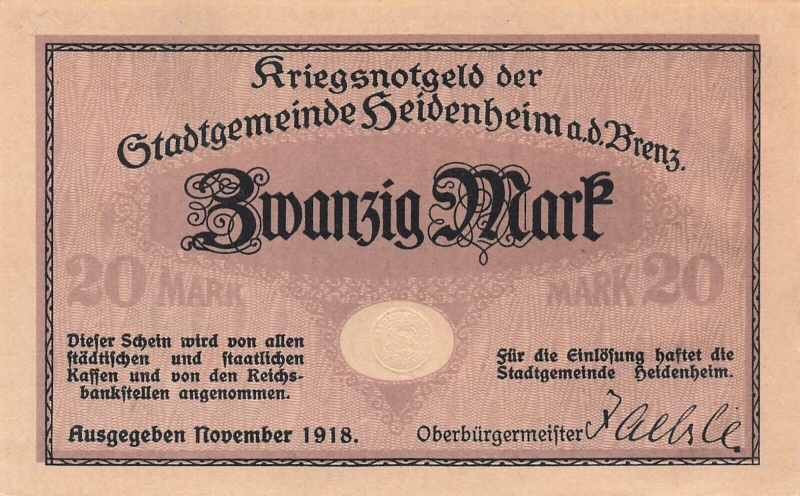 Kriegsnotgeld der
Stadtgemeinde Heidenheim a.d. Brenz.
Zwanzig Mark
20 MARK
MARK 20
Dieser Schein wird von allen
städtischen und staatlichen
Kassen und von den Reichs-
bankstellen angenommen.
Für die Einlösung haftet die
Stadtgemeinde Heidenheim.
Ausgegeben November 1918.
Oberbürgermeister